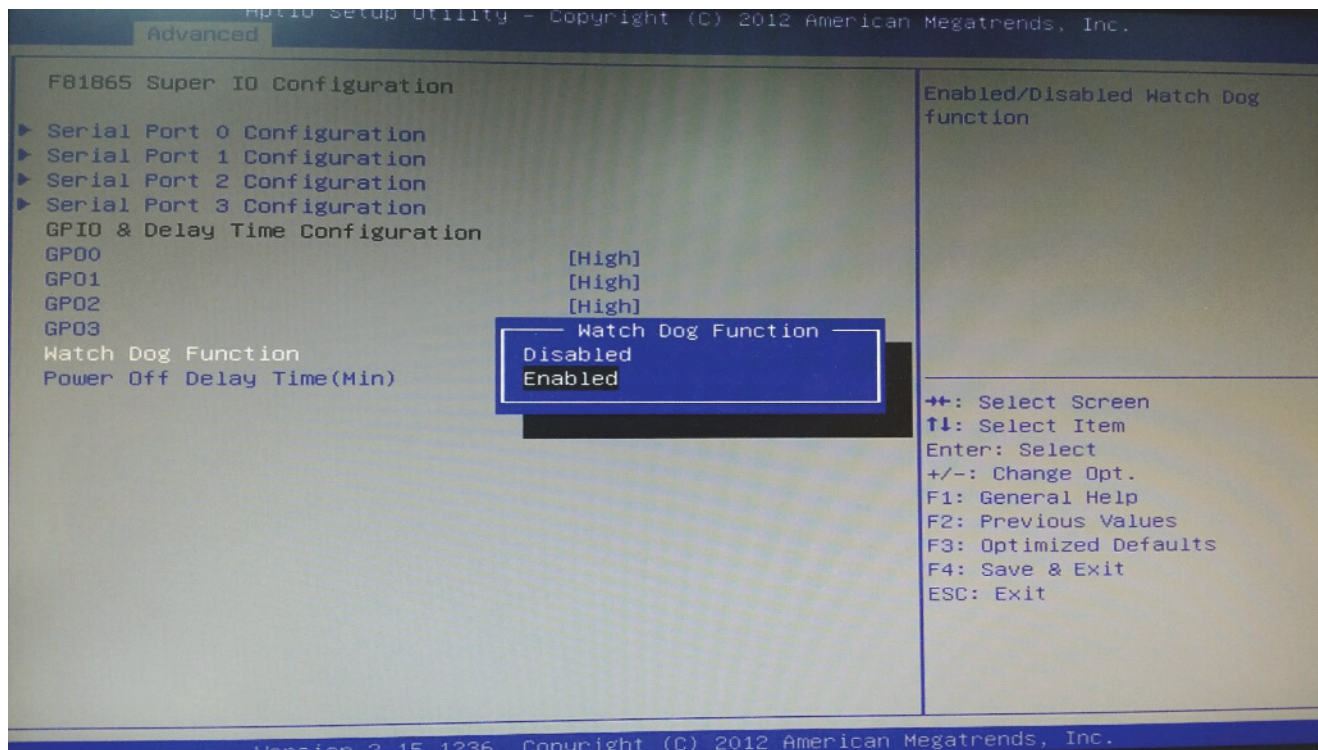 Aptio Setup Utility - Copyright (C) 2012 American Megatrends, Inc.
Advanced
F81865 Super IO Configuration
Serial Port 0 Configuration
Serial Port 1 Configuration
Serial Port 2 Configuration
Serial Port 3 Configuration
GPIO & Delay Time Configuration
GPO0 [High]
GPO1 [High]
GPO2 [High]
GPO3
Watch Dog Function
Power Off Delay Time(Min)
Watch Dog Function
Disabled
Enabled
Enabled/Disabled Watch Dog
function
→←: Select Screen
↑↓: Select Item
Enter: Select
+/-: Change Opt.
F1: General Help
F2: Previous Values
F3: Optimized Defaults
F4: Save & Exit
ESC: Exit
Version 2.15.1236. Copyright (C) 2012 American Megatrends, Inc.